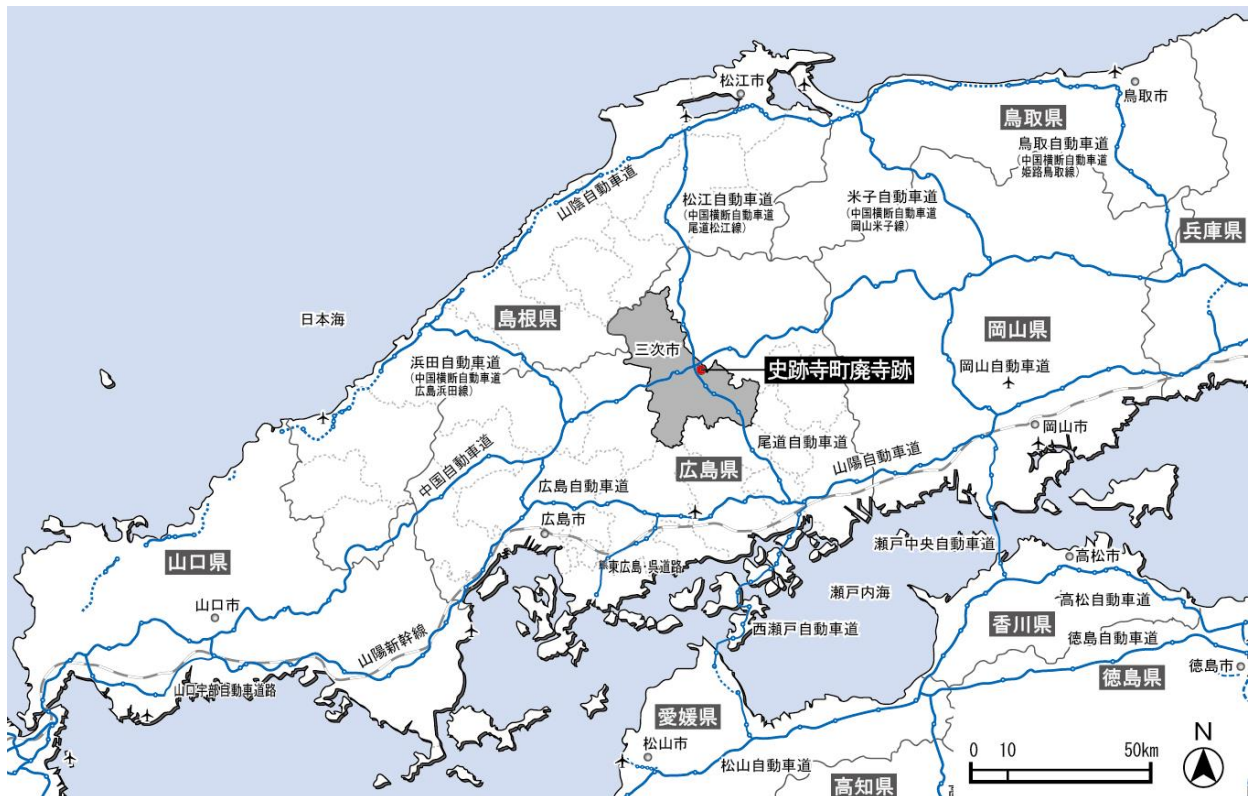 松江市
鳥取市
鳥取県
鳥取自動車道
(中国横断自動車道
姫路鳥取線)
山陰自動車道
松江自動車道
(中国横断自動車道
尾道松江線)
米子自動車道
(中国横断自動車道
岡山米子線)
兵庫県
日本海
島根県
三次市
岡山県
浜田自動車道
(中国横断自動車道
広島浜田線)
史跡寺町廃寺跡
岡山自動車道
岡山市
尾道自動車道
山陽自動車道
中国自動車道
広島県
広島自動車道
広島市
瀬戸中央自動車道
高松市
山口県
東広島・呉道路
瀬戸内海
高松自動車道
山口市
香川県
西瀬戸自動車道
徳島自動車道
山陽新幹線
徳島市
山口宇部自動車道路
徳島県
愛媛県
松山市
松山自動車道
高知県
0 10 50km
N